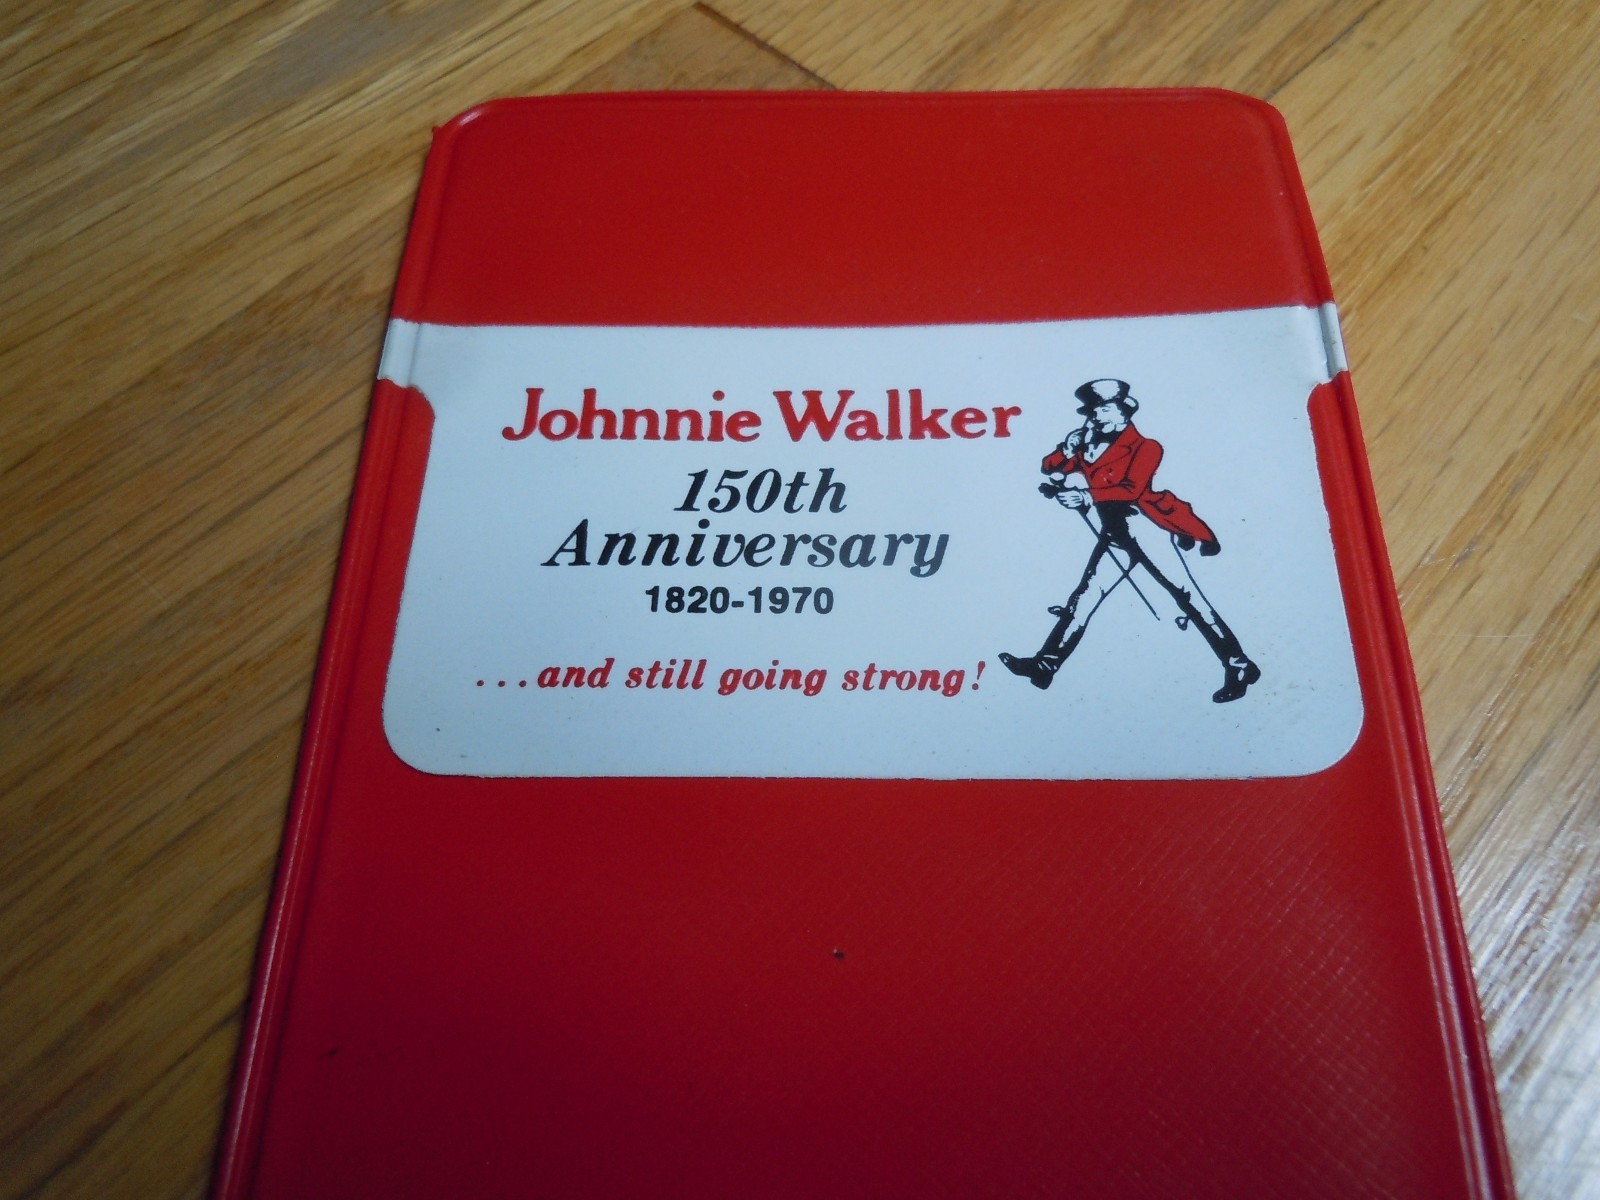 Johnnie Walker
150th
Anniversary
1820-1970
...and still going strong!